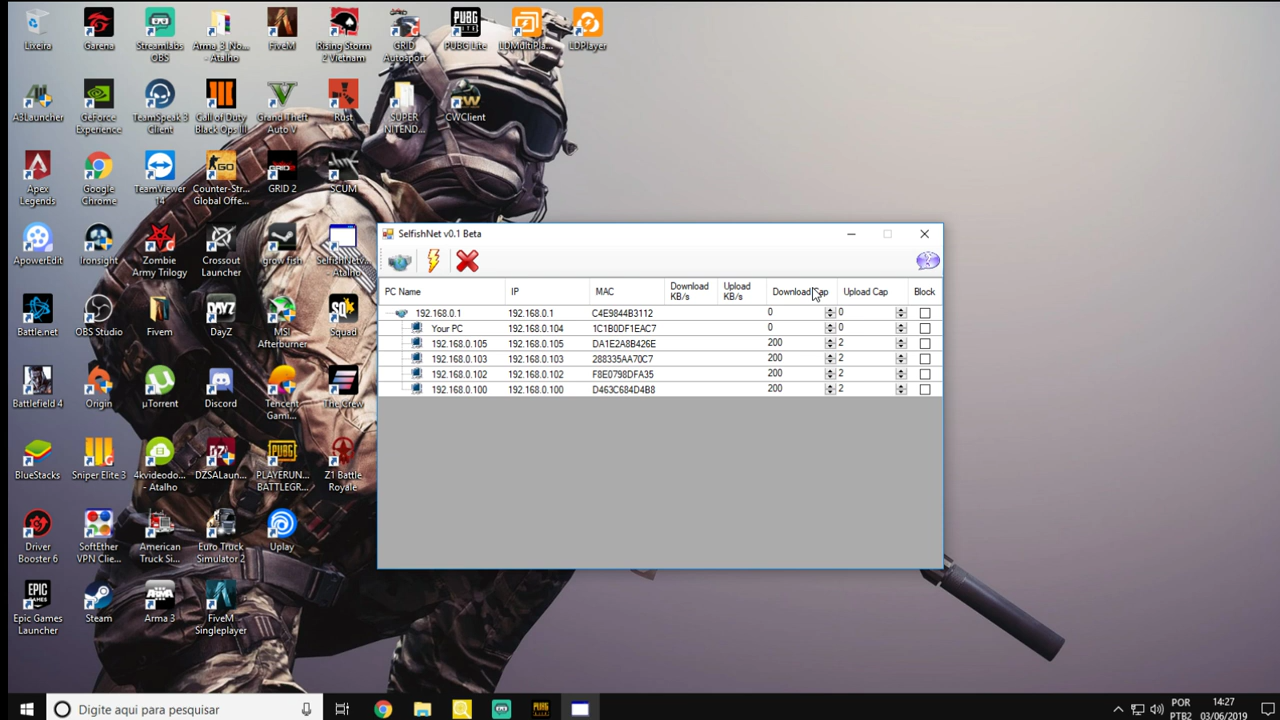 Lixeira
Garena
Streamlabs
OBS
Arma_3_No...
- Atalho
FiveM
Rising Storm
2 Vietnam
GRID
Autosport
PUBG Lite
LDMultiPla...
LDPlayer
A3Launcher
GeForce
Experience
TeamSpeak 3
Client
Call of Duty
Black Ops III
Grand Theft
Auto V
Rust
SUPER
NINTEND...
CWClient
Apex
Legends
Google
Chrome
TeamViewer
14
Counter-Str...
Global Offe...
GRID 2
SCUM
ApowerEdit
Ironsight
Zombie
Army Trilogy
Crossout
Launcher
grow fish
Selfishnetv...
- Atalho
Battle.net
OBS Studio
Fivem
DayZ
MSI
Afterburner
Squad
Battlefield 4
Origin
µTorrent
Discord
Tencent
Gami...
The Crew
BlueStacks
Sniper Elite 3
4kvideodo...
- Atalho
DZSALaun...
PLAYERUN...
BATTLEGR...
Z1 Battle
Royale
Driver
Booster 6
SoftEther
VPN Clie...
American
Truck Si...
Euro Truck
Simulator 2
Uplay
Epic Games
Launcher
Steam
Arma 3
FiveM
Singleplayer
SelfishNet v0.1 Beta
PC Name IP MAC Download KB/s Upload KB/s Download Cap Upload Cap Block
192.168.0.1 192.168.0.1 C4E9844B3112 0 0
Your PC 192.168.0.104 1C1B0DF1EAC7 0 0
192.168.0.105 192.168.0.105 DA1E2A8B426E 200 2
192.168.0.103 192.168.0.103 288335AA70C7 200 2
192.168.0.102 192.168.0.102 F8E0798DFA35 200 2
192.168.0.100 192.168.0.100 D463C684D4B8 200 2
Digite aqui para pesquisar
POR
PTB2
14:27
03/06/2019